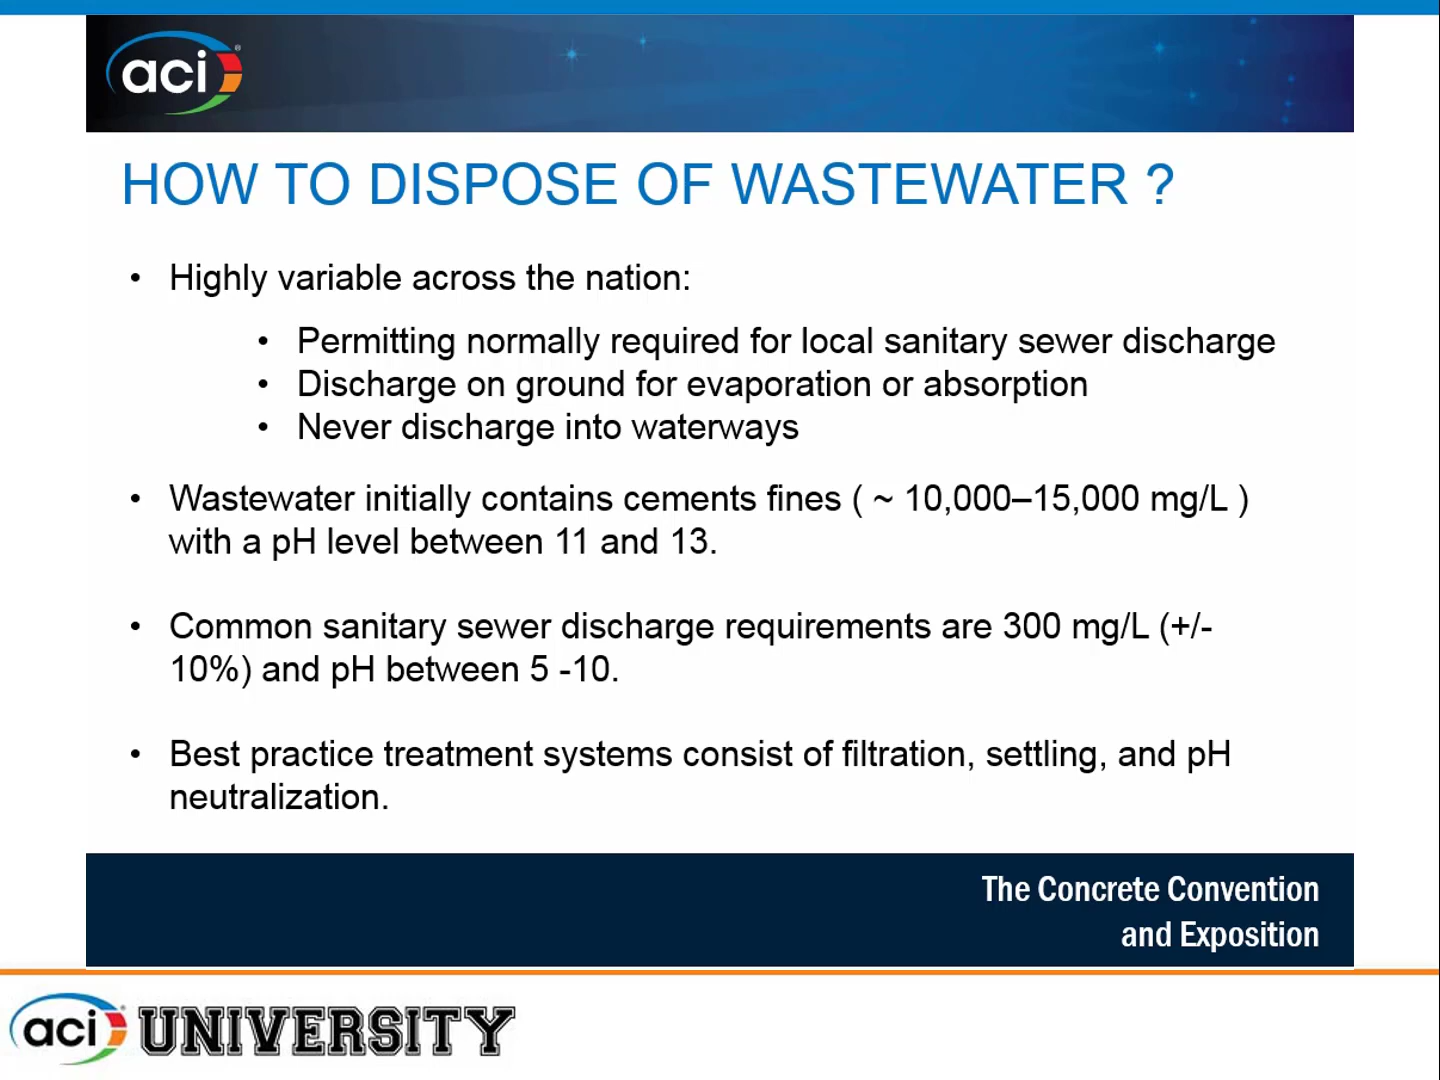 aci®
HOW TO DISPOSE OF WASTEWATER ?
• Highly variable across the nation:
• Permitting normally required for local sanitary sewer discharge
• Discharge on ground for evaporation or absorption
• Never discharge into waterways
• Wastewater initially contains cements fines ( ~ 10,000–15,000 mg/L )
with a pH level between 11 and 13.
• Common sanitary sewer discharge requirements are 300 mg/L (+/-
10%) and pH between 5 -10.
• Best practice treatment systems consist of filtration, settling, and pH
neutralization.
The Concrete Convention
and Exposition
aci UNIVERSITY